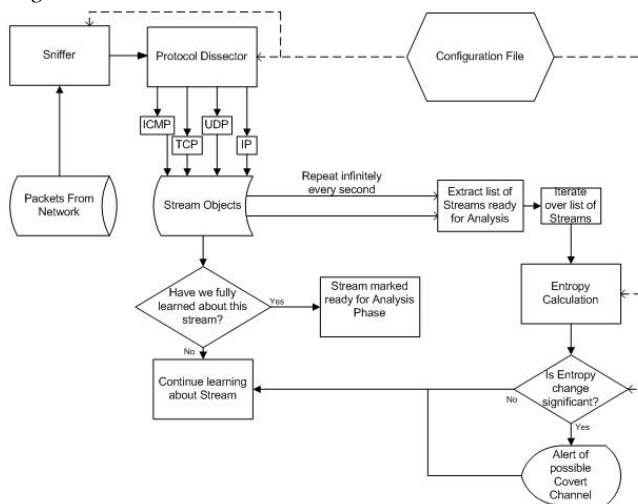 Sniffer
Protocol Dissector
Configuration File
ICMP
UDP
TCP
IP
Packets From
Network
Stream Objects
Repeat infinitely
every second
Extract list of
Streams ready
for Analysis
Iterate
over list of
Streams
Have we fully
learned about this
stream?
Yes
Stream marked
ready for Analysis
Phase
Entropy
Calculation
No
Continue learning
about Stream
Is Entropy
change
significant?
No
Yes
Alert of
possible
Covert
Channel